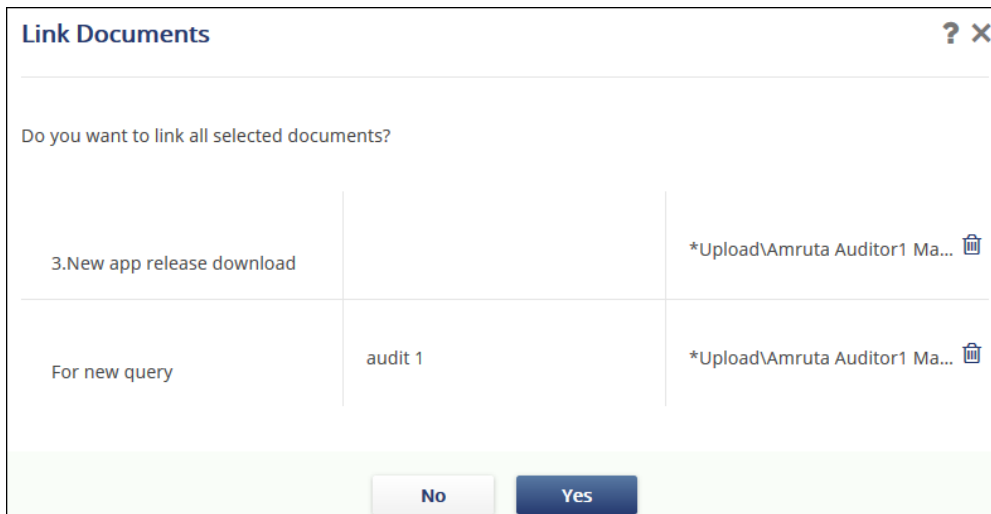 Link Documents
?
Do you want to link all selected documents?
3.New app release download
*Upload\Amruta Auditor1 Ma...
For new query
audit 1
*Upload\Amruta Auditor1 Ma...
No
Yes